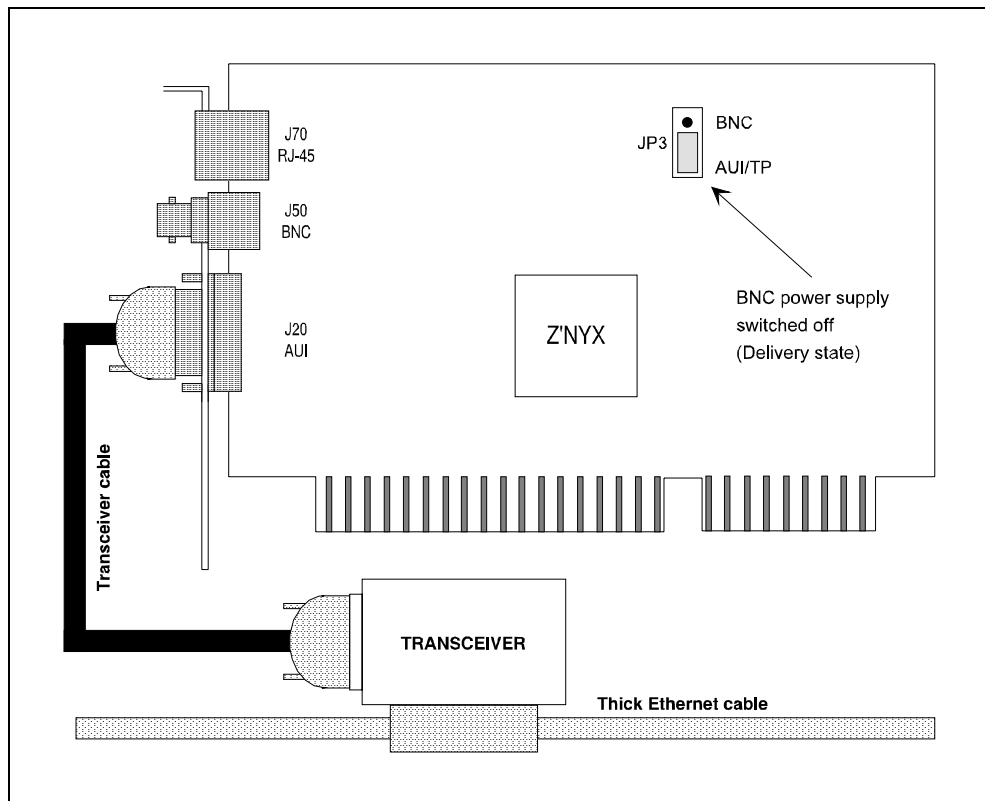 J70
RJ-45
JP3
BNC
AUI/TP
J50
BNC
BNC power supply
switched off
(Delivery state)
J20
AUI
Z'NYX
Transceiver cable
TRANSCEIVER
Thick Ethernet cable